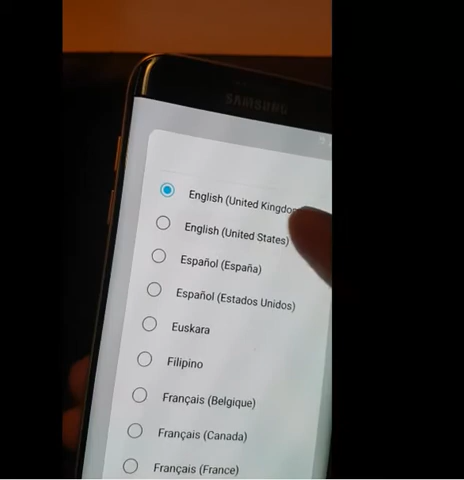 SAMSUNG
English (United Kingdo
English (United States)
Español (España)
Español (Estados Unidos)
Euskara
Filipino
Français (Belgique)
Français (Canada)
Français (France)